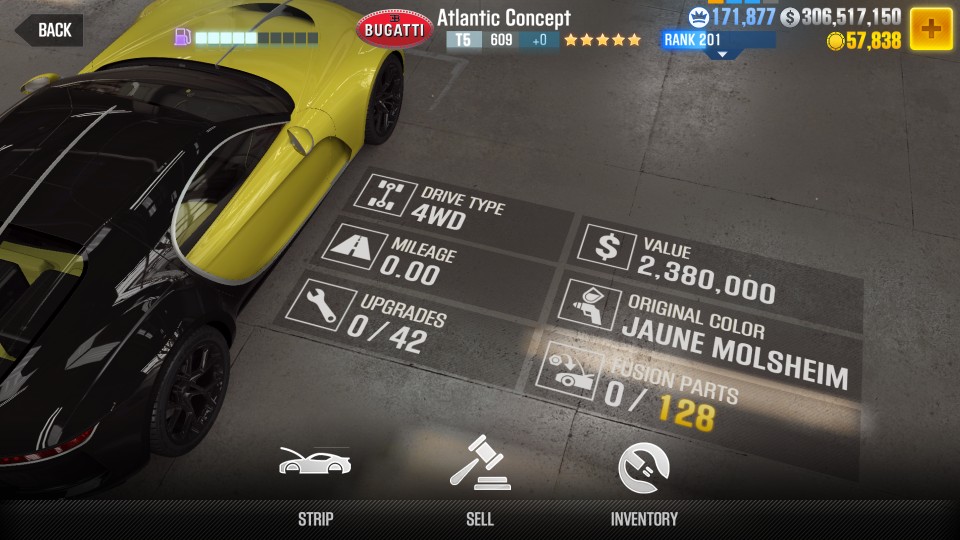 BACK
BUGATTI
Atlantic Concept
T5 609 +0
171,877
306,517,150
RANK 201
57,838
DRIVE TYPE
4WD
MILEAGE
0.00
UPGRADES
0/42
VALUE
2,380,000
ORIGINAL COLOR
JAUNE MOLSHEIM
FUSION PARTS
0/128
STRIP
SELL
INVENTORY